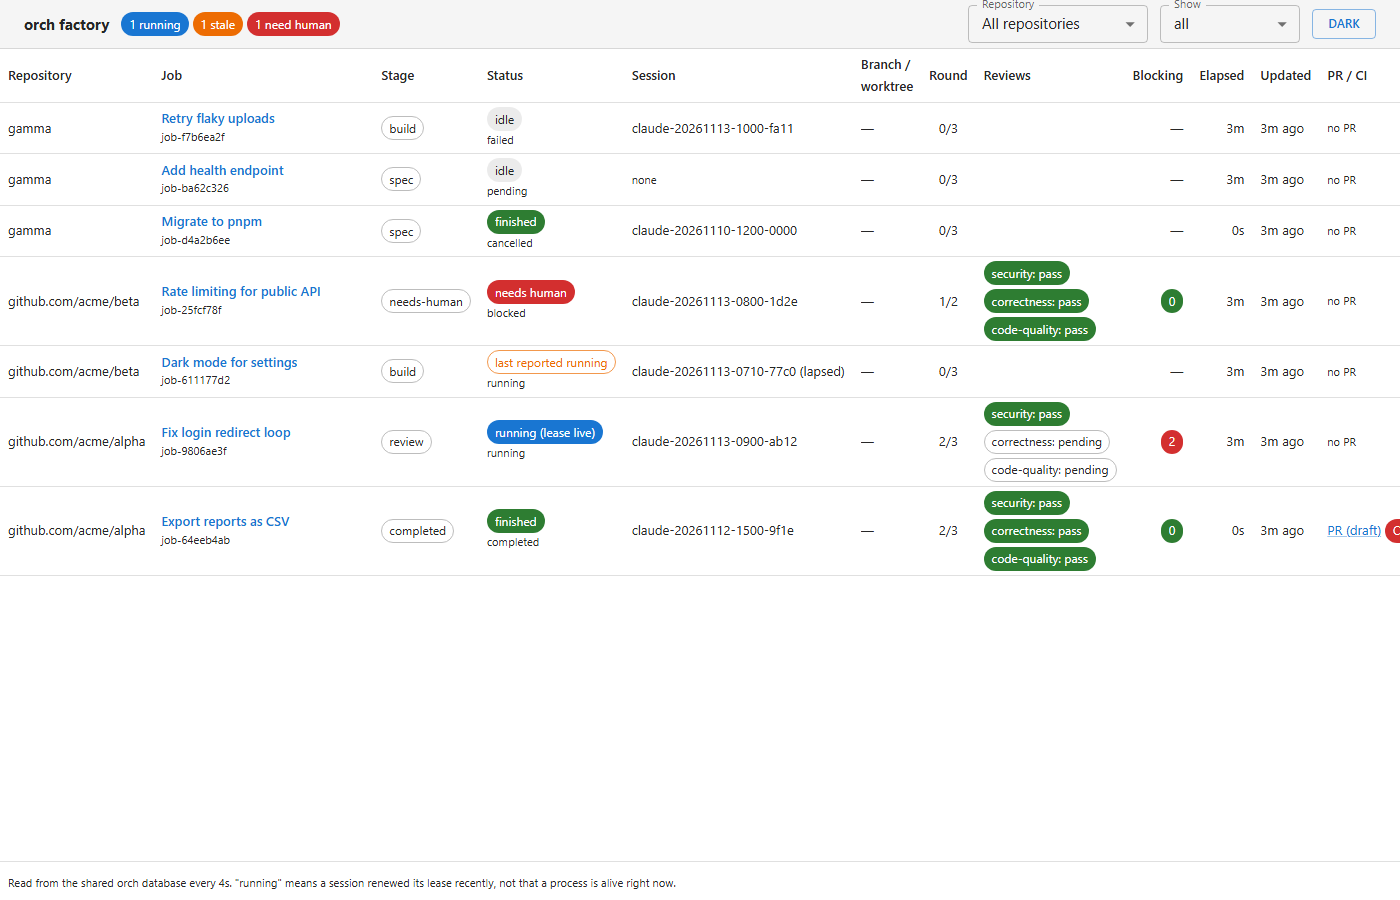 orch factory 1 running 1 stale 1 need human Repository All repositories Show all DARK
Repository Job Stage Status Session Branch / worktree Round Reviews Blocking Elapsed Updated PR / CI
gamma Retry flaky uploads job-f7b6ea2f build idle failed claude-20261113-1000-fa11 — 0/3 — 3m 3m ago no PR
gamma Add health endpoint job-ba62c326 spec idle pending none — 0/3 — 3m 3m ago no PR
gamma Migrate to pnpm job-d4a2b6ee spec finished cancelled claude-20261110-1200-0000 — 0/3 — 0s 3m ago no PR
github.com/acme/beta Rate limiting for public API job-25fcf78f needs-human needs human blocked claude-20261113-0800-1d2e — 1/2 security: pass correctness: pass code-quality: pass 0 3m 3m ago no PR
github.com/acme/beta Dark mode for settings job-611177d2 build last reported running running claude-20261113-0710-77c0 (lapsed) — 0/3 — 3m 3m ago no PR
github.com/acme/alpha Fix login redirect loop job-9806ae3f review running (lease live) running claude-20261113-0900-ab12 — 2/3 security: pass correctness: pending code-quality: pending 2 3m 3m ago no PR
github.com/acme/alpha Export reports as CSV job-64eeb4ab completed finished completed claude-20261112-1500-9f1e — 2/3 security: pass correctness: pass code-quality: pass 0 0s 3m ago PR (draft)
Read from the shared orch database every 4s. "running" means a session renewed its lease recently, not that a process is alive right now.